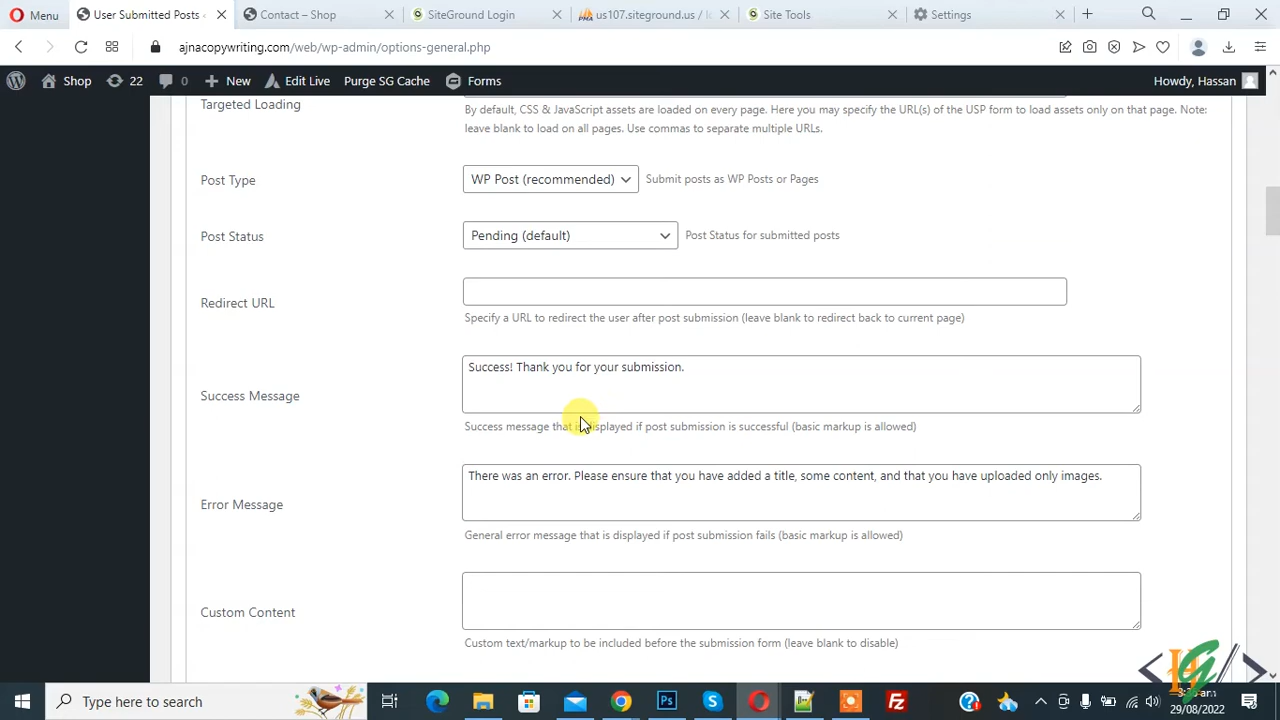 Menu
User Submitted Posts
Contact – Shop
SiteGround Login
us107.siteground.us / l
Site Tools
Settings
ajnacopywriting.com/web/wp-admin/options-general.php
Shop
22
0
New
Edit Live
Purge SG Cache
Forms
Howdy, Hassan
Targeted Loading
By default, CSS & JavaScript assets are loaded on every page. Here you may specify the URL(s) of the USP form to load assets only on that page. Note:
leave blank to load on all pages. Use commas to separate multiple URLs.
Post Type
WP Post (recommended)
Submit posts as WP Posts or Pages
Post Status
Pending (default)
Post Status for submitted posts
Redirect URL
Specify a URL to redirect the user after post submission (leave blank to redirect back to current page)
Success Message
Success! Thank you for your submission.
Success message that is displayed if post submission is successful (basic markup is allowed)
Error Message
There was an error. Please ensure that you have added a title, some content, and that you have uploaded only images.
General error message that is displayed if post submission fails (basic markup is allowed)
Custom Content
Custom text/markup to be included before the submission form (leave blank to disable)
Type here to search
29/08/2022